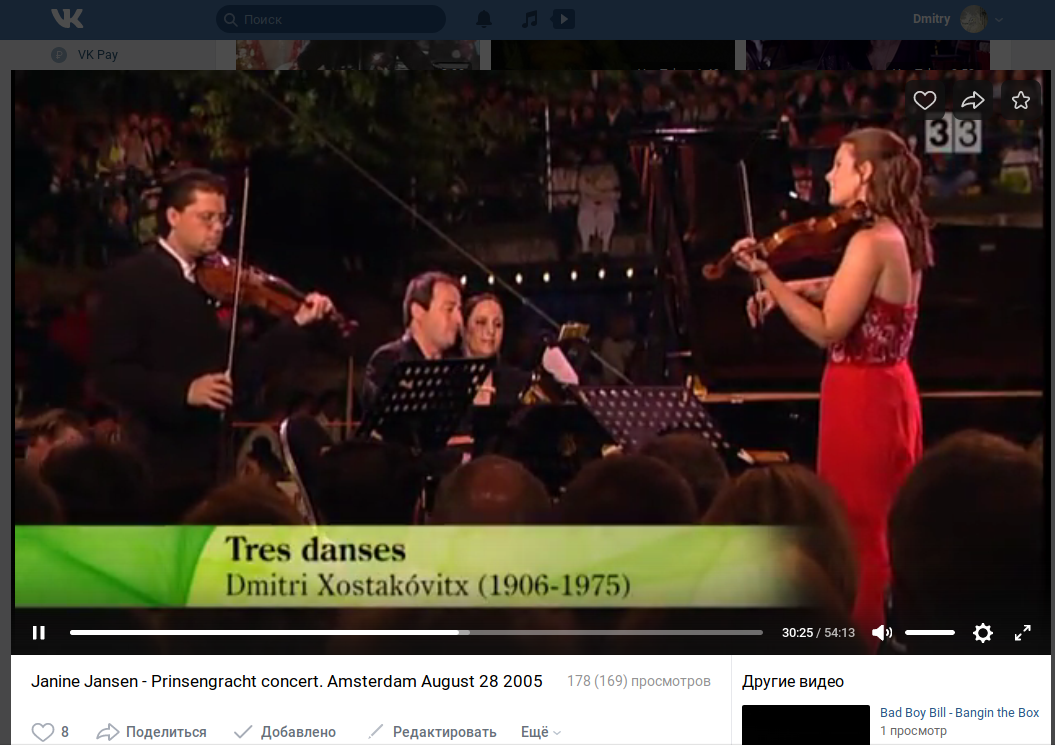 Поиск
Dmitry
VK Pay
33
Tres danses
Dmitri Xostakóvitx (1906-1975)
30:25 / 54:13
Janine Jansen - Prinsengracht concert. Amsterdam August 28 2005
178 (169) просмотров
Другие видео
Bad Boy Bill - Bangin the Box
1 просмотр
8
Поделиться
Добавлено
Редактировать
Ещё